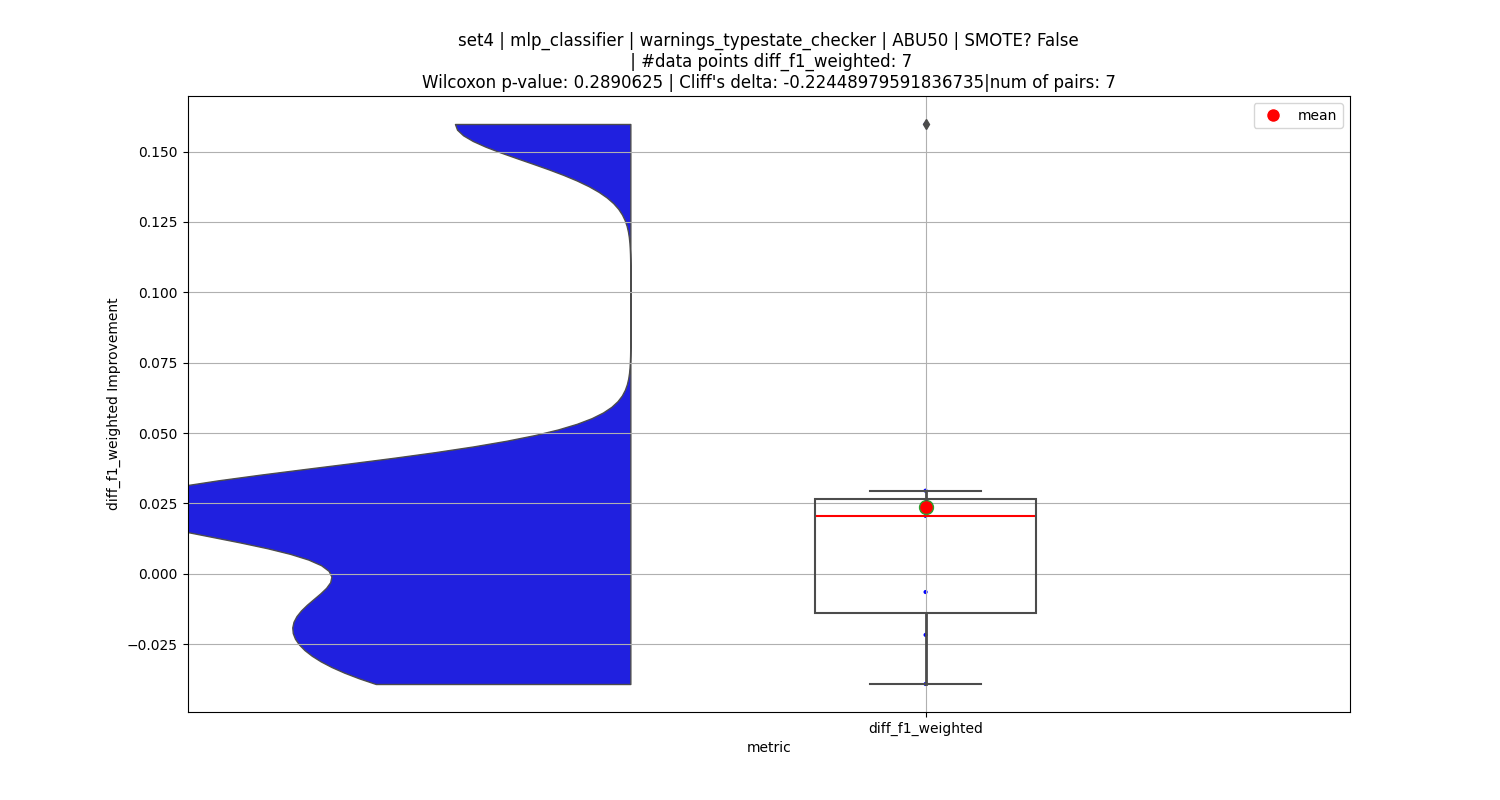 set4 | mlp_classifier | warnings_typestate_checker | ABU50 | SMOTE? False
| #data points diff_f1_weighted: 7
Wilcoxon p-value: 0.2890625 | Cliff's delta: -0.22448979591836735|num of pairs: 7
mean
0.150
0.125
0.100
0.075
0.050
0.025
0.000
−0.025
diff_f1_weighted Improvement
diff_f1_weighted
metric